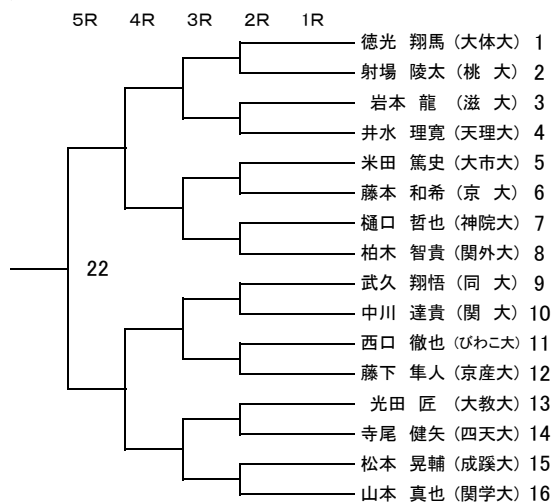 5R 4R 3R 2R 1R
徳光 翔馬 (大体大) 1
射場 陵太 (桃 大) 2
岩本 龍 (滋 大) 3
井水 理寛 (天理大) 4
米田 篤史 (大市大) 5
藤本 和希 (京 大) 6
樋口 哲也 (神院大) 7
柏木 智貴 (関外大) 8
22
武久 翔悟 (同 大) 9
中川 達貴 (関 大) 10
西口 徹也 (びわこ大) 11
藤下 隼人 (京産大) 12
光田 匠 (大教大) 13
寺尾 健矢 (四天大) 14
松本 晃輔 (成蹊大) 15
山本 真也 (関学大) 16